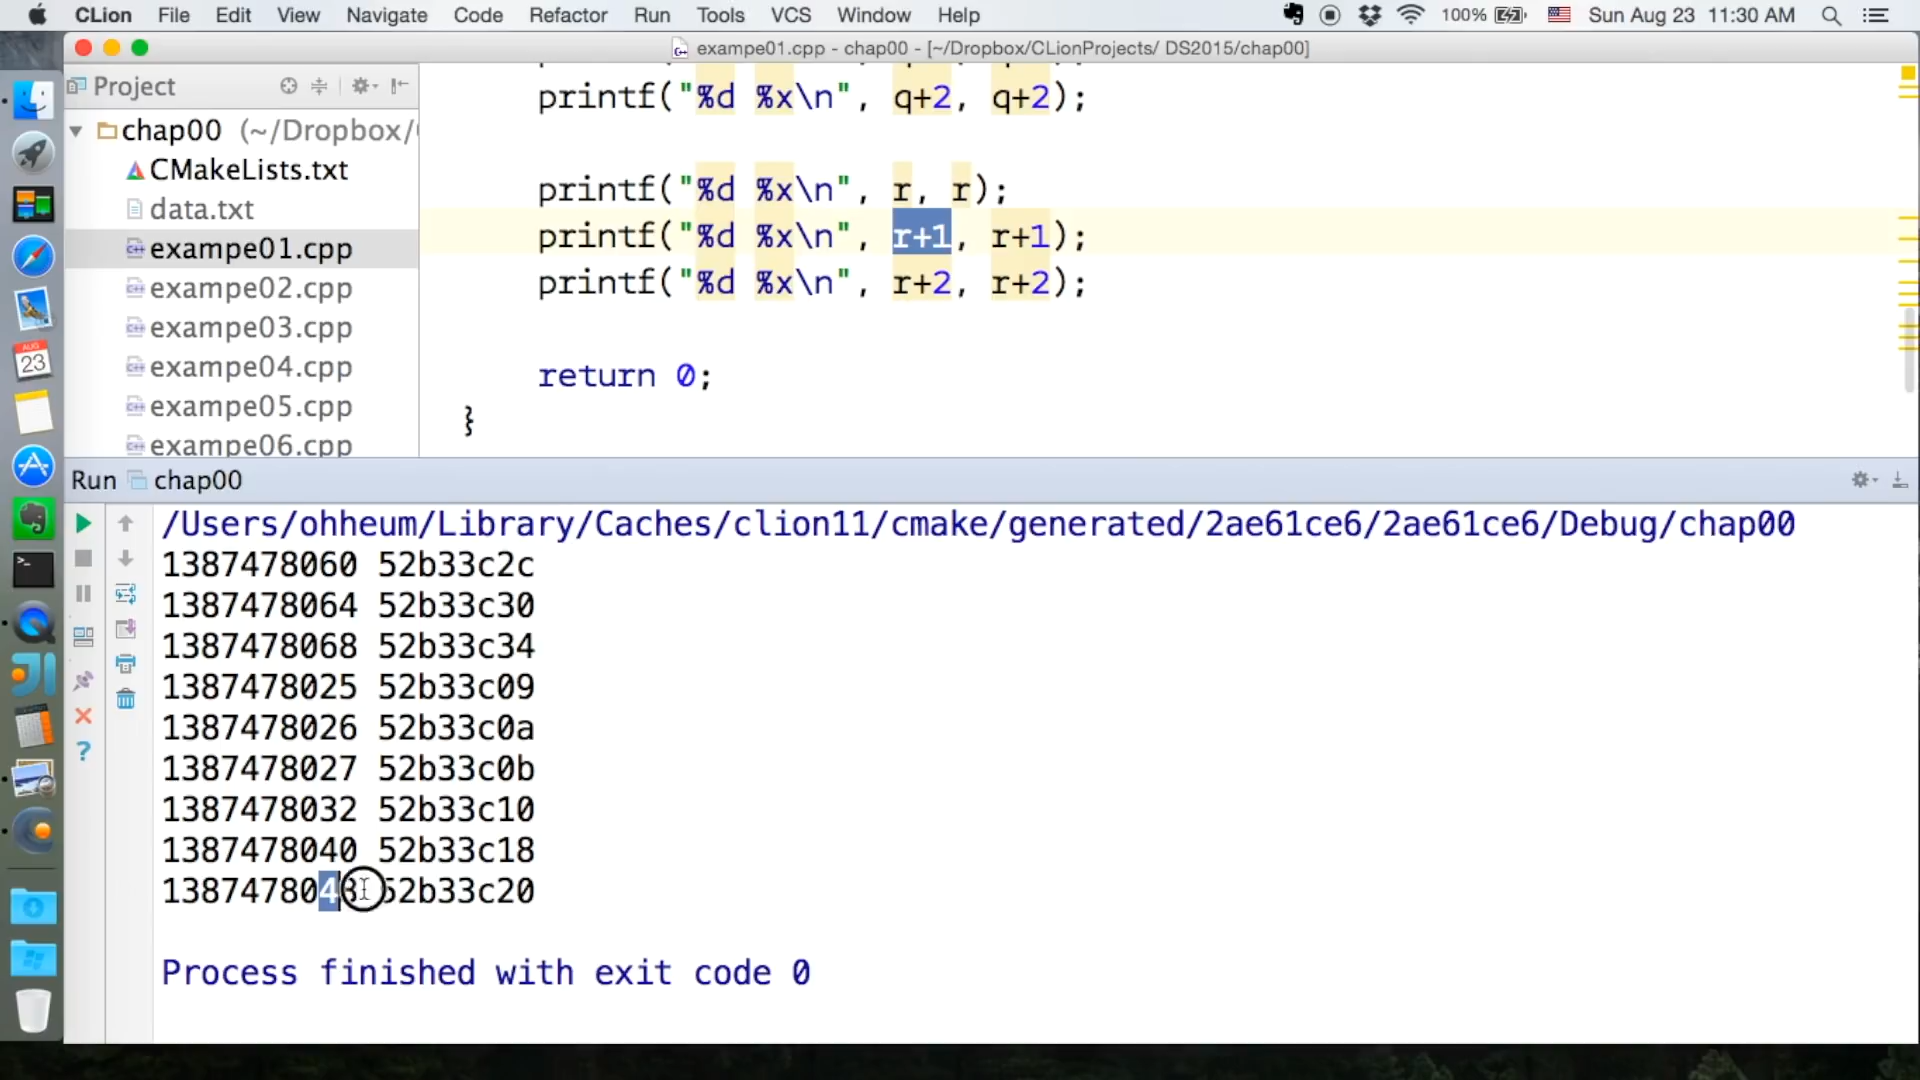 CLion File Edit View Navigate Code Refactor Run Tools VCS Window Help 100% Sun Aug 23 11:30 AM
exampe01.cpp - chap00 - [~/Dropbox/CLionProjects/ DS2015/chap00]
Project
chap00 (~/Dropbox/
CMakeLists.txt
data.txt
exampe01.cpp
exampe02.cpp
exampe03.cpp
exampe04.cpp
exampe05.cpp
exampe06.cpp
printf("%d %x\n", q+2, q+2);
printf("%d %x\n", r, r);
printf("%d %x\n", r+1, r+1);
printf("%d %x\n", r+2, r+2);
return 0;
}
AUG
23
Run chap00
/Users/ohheum/Library/Caches/clion11/cmake/generated/2ae61ce6/2ae61ce6/Debug/chap00
1387478060 52b33c2c
1387478064 52b33c30
1387478068 52b33c34
1387478025 52b33c09
1387478026 52b33c0a
1387478027 52b33c0b
1387478032 52b33c10
1387478040 52b33c18
1387478048 52b33c20
Process finished with exit code 0